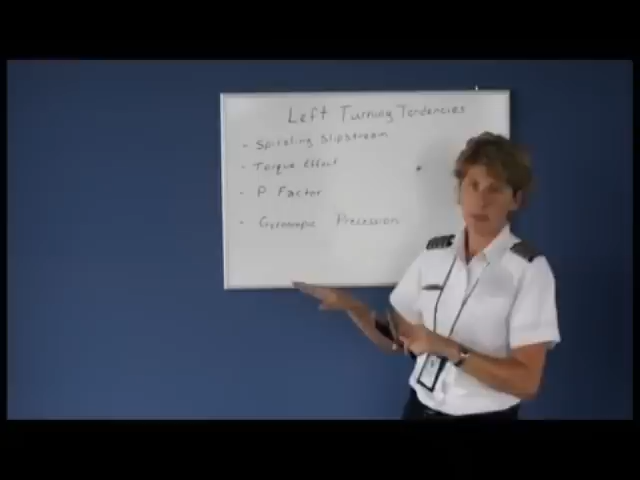 Left Turning Tendencies
- Spiraling Slipstream
- Torque Effect
- P Factor
- Gyroscopic Precession